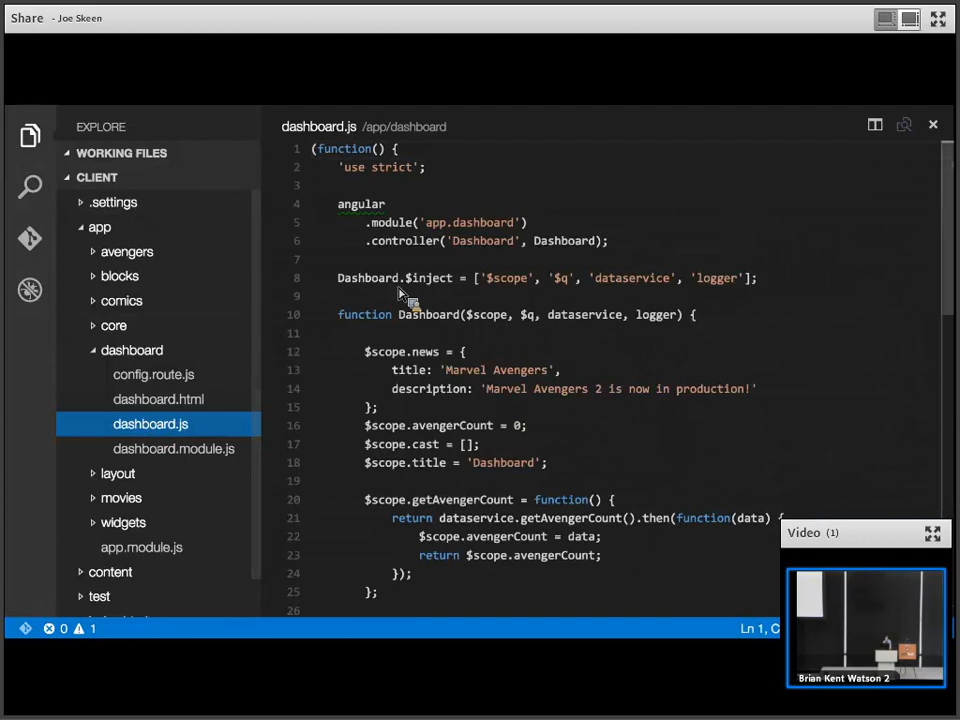 Share - Joe Skeen
EXPLORE
WORKING FILES
CLIENT
.settings
app
avengers
blocks
comics
core
dashboard
config.route.js
dashboard.html
dashboard.js
dashboard.module.js
layout
movies
widgets
app.module.js
content
test
dashboard.js /app/dashboard
1 (function() {
2 'use strict';
3
4 angular
5 .module('app.dashboard')
6 .controller('Dashboard', Dashboard);
7
8 Dashboard.$inject = ['$scope', '$q', 'dataservice', 'logger'];
9
10 function Dashboard($scope, $q, dataservice, logger) {
11
12 $scope.news = {
13 title: 'Marvel Avengers',
14 description: 'Marvel Avengers 2 is now in production!'
15 };
16 $scope.avengerCount = 0;
17 $scope.cast = [];
18 $scope.title = 'Dashboard';
19
20 $scope.getAvengerCount = function() {
21 return dataservice.getAvengerCount().then(function(data) {
22 $scope.avengerCount = data;
23 return $scope.avengerCount;
24 });
25 };
26
0 1
Ln 1, C
Video (1)
Brian Kent Watson 2